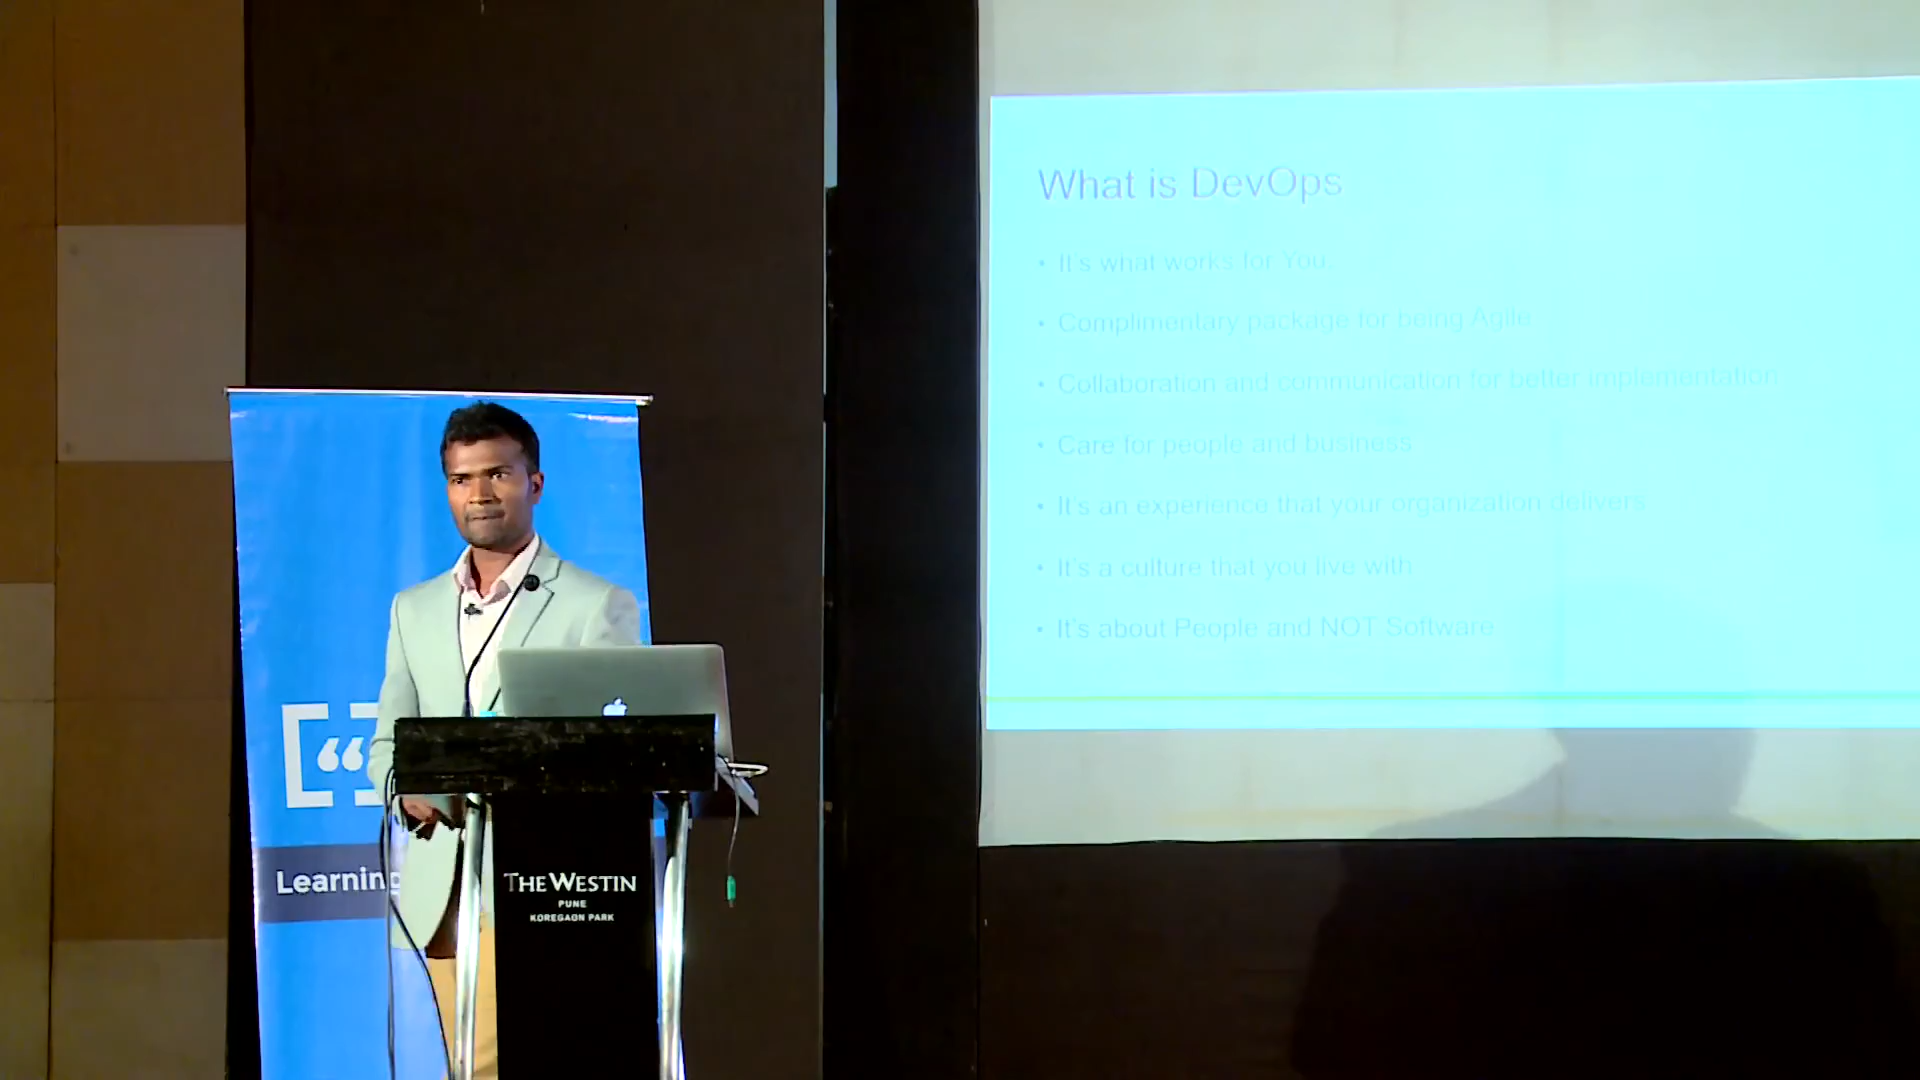 What is DevOps
• It's what works for You.
• Complimentary package for being Agile
• Collaboration and communication for better implementation
• Care for people and business
• It's an experience that your organization delivers
• It's a culture that you live with
• It's about People and NOT Software
[“
Learning
THE WESTIN
PUNE
KOREGAON PARK